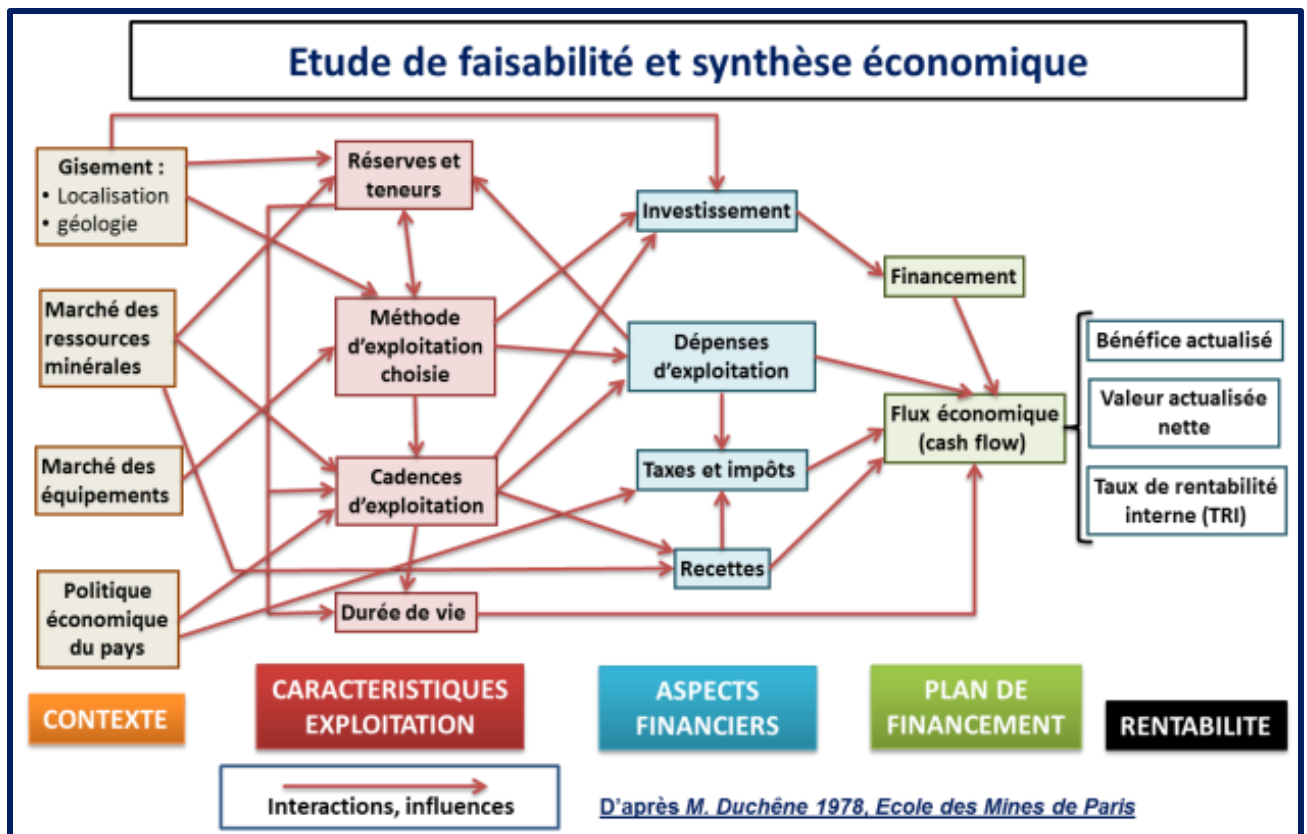 Etude de faisabilité et synthèse économique
Gisement :
• Localisation
• géologie
Marché des
ressources
minérales
Marché des
équipements
Politique
économique
du pays
Réserves et
teneurs
Méthode
d'exploitation
choisie
Cadences
d'exploitation
Durée de vie
Investissement
Dépenses
d'exploitation
Taxes et impôts
Recettes
Financement
Flux économique
(cash flow)
Bénéfice actualisé
Valeur actualisée
nette
Taux de rentabilité
interne (TRI)
CONTEXTE
CARACTERISTIQUES
EXPLOITATION
ASPECTS
FINANCIERS
PLAN DE
FINANCEMENT
RENTABILITE
Interactions, influences
D'après M. Duchêne 1978, Ecole des Mines de Paris